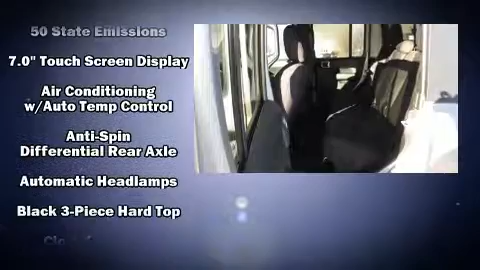 50 State Emissions
7.0" Touch Screen Display
Air Conditioning
w/Auto Temp Control
Anti-Spin
Differential Rear Axle
Automatic Headlamps
Black 3-Piece Hard Top